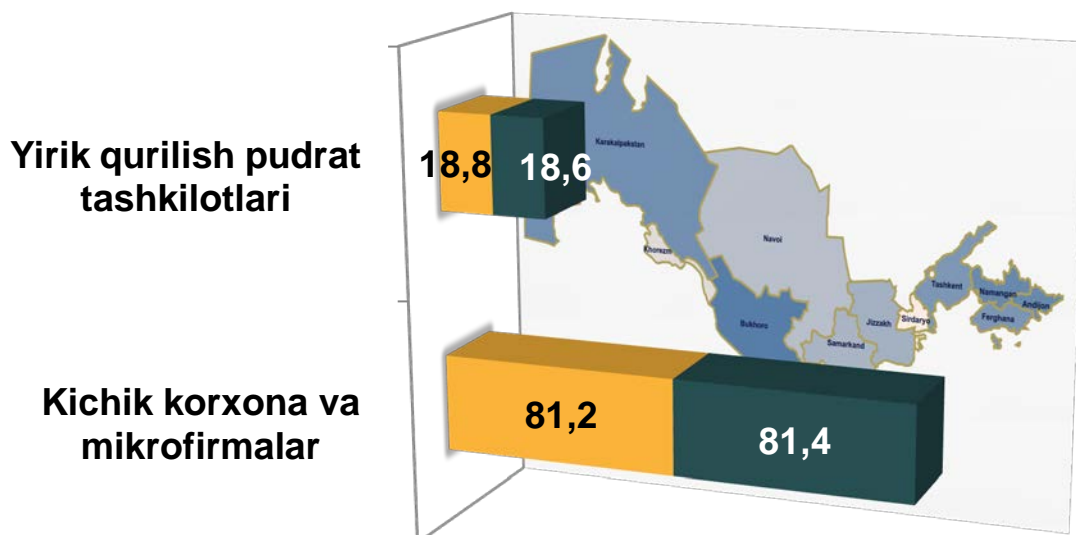 Yirik qurilish pudrat
tashkilotlari
18,8
18,6
Karakalpakstan
Khorezm
Navoi
Bukhoro
Samarkand
Jizzakh
Sirdaryo
Tashkent
Namangan
Andijon
Ferghana
Kichik korxona va
mikrofirmalar
81,2
81,4